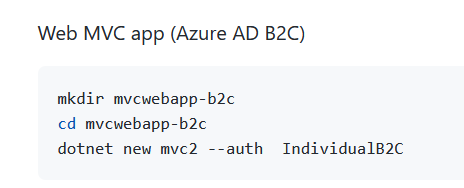 Web MVC app (Azure AD B2C)
mkdir mvcwebapp-b2c
cd mvcwebapp-b2c
dotnet new mvc2 --auth  IndividualB2C